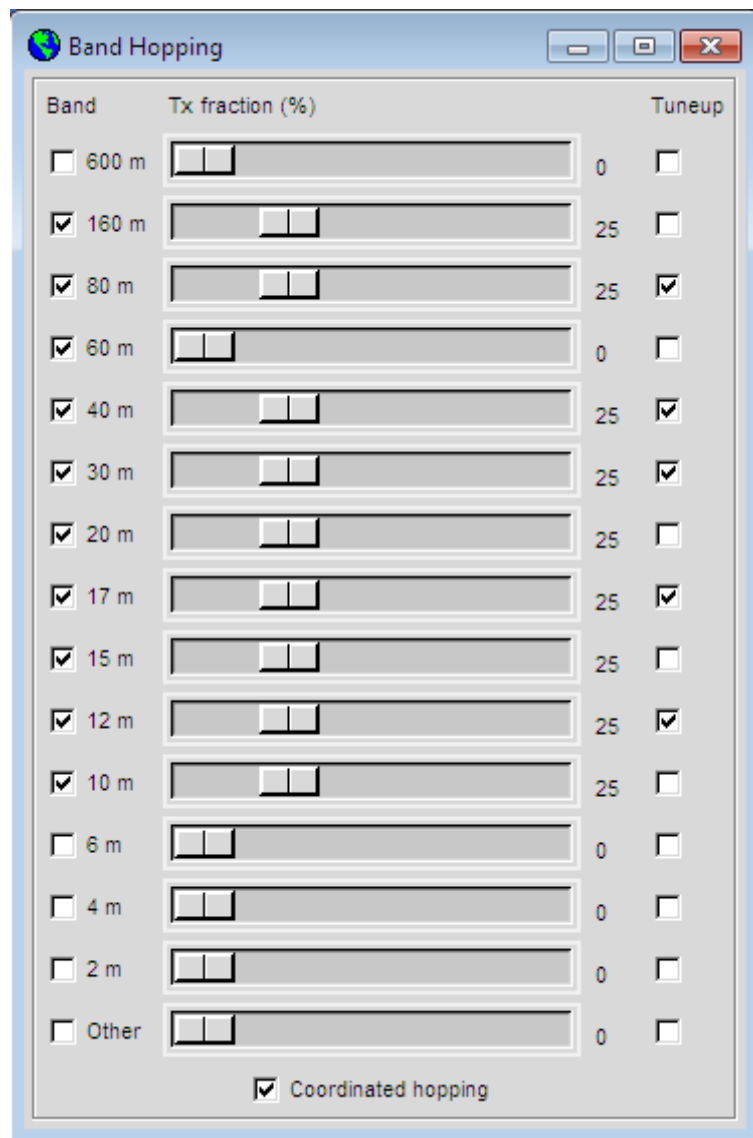 Band Hopping
Band Tx fraction (%) Tuneup
600 m 0
160 m 25
80 m 25
60 m 0
40 m 25
30 m 25
20 m 25
17 m 25
15 m 25
12 m 25
10 m 25
6 m 0
4 m 0
2 m 0
Other 0
Coordinated hopping